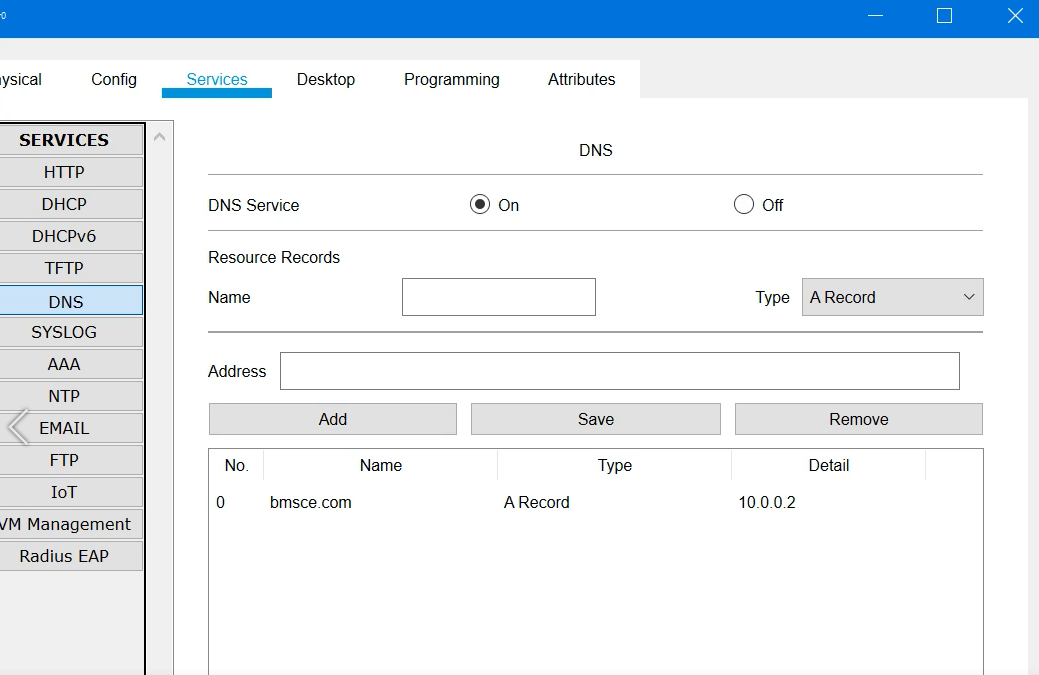 Config Services Desktop Programming Attributes
SERVICES
HTTP
DHCP
DHCPv6
TFTP
DNS
SYSLOG
AAA
NTP
EMAIL
FTP
IoT
VM Management
Radius EAP
DNS
DNS Service On Off
Resource Records
Name Type A Record
Address
Add Save Remove
No. Name Type Detail
0 bmsce.com A Record 10.0.0.2